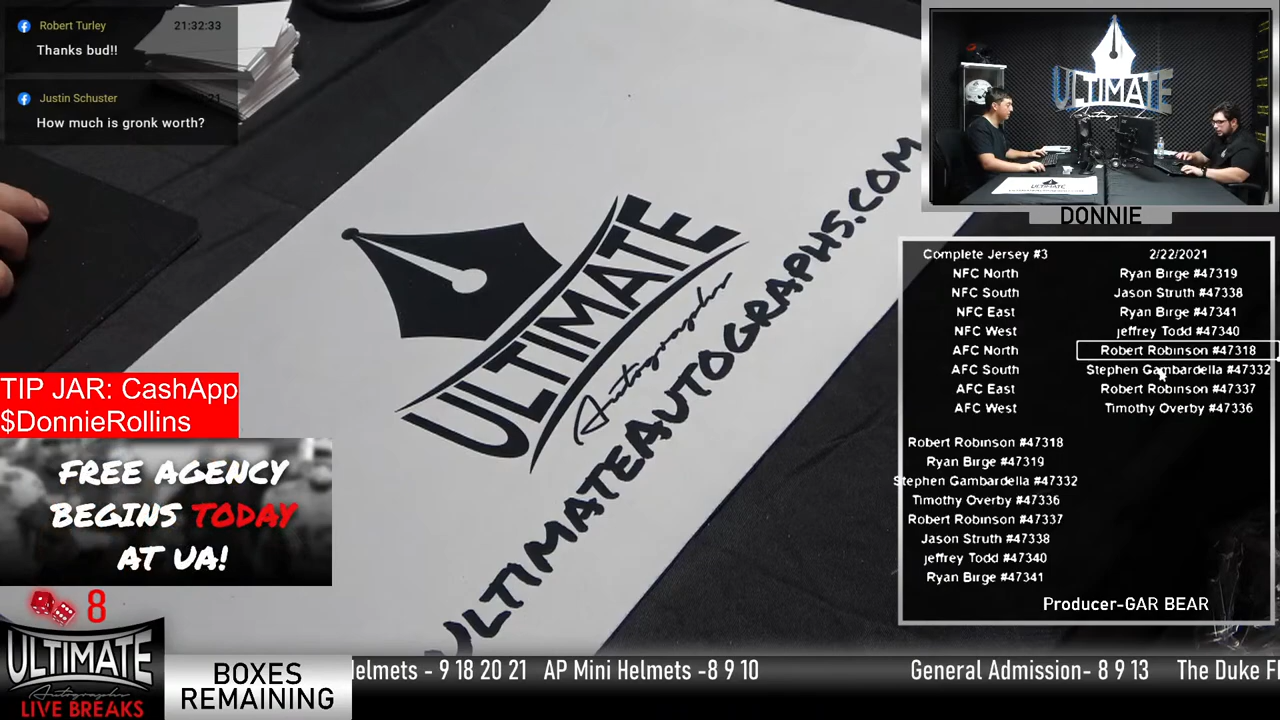 Robert Turley 21:32:33
Thanks bud!!
Justin Schuster
How much is gronk worth?
ULTIMATE
Autographs
ULTIMATEAUTOGRAPHS.COM
ULTIMATE
DONNIE
Complete Jersey #3 2/22/2021
NFC North Ryan Birge #47319
NFC South Jason Struth #47338
NFC East Ryan Birge #47341
NFC West Jeffrey Todd #47340
AFC North Robert Robinson #47318
AFC South Stephen Gambardella #47332
AFC East Robert Robinson #47337
AFC West Timothy Overby #47336
Robert Robinson #47318
Ryan Birge #47319
Stephen Gambardella #47332
Timothy Overby #47336
Robert Robinson #47337
Jason Struth #47338
Jeffrey Todd #47340
Ryan Birge #47341
Producer-GAR BEAR
TIP JAR: CashApp
$DonnieRollins
FREE AGENCY
BEGINS TODAY
AT UA!
8
ULTIMATE
Autographs
LIVE BREAKS
BOXES
REMAINING
elmets - 9 18 20 21 AP Mini Helmets -8 9 10 General Admission- 8 9 13 The Duke F